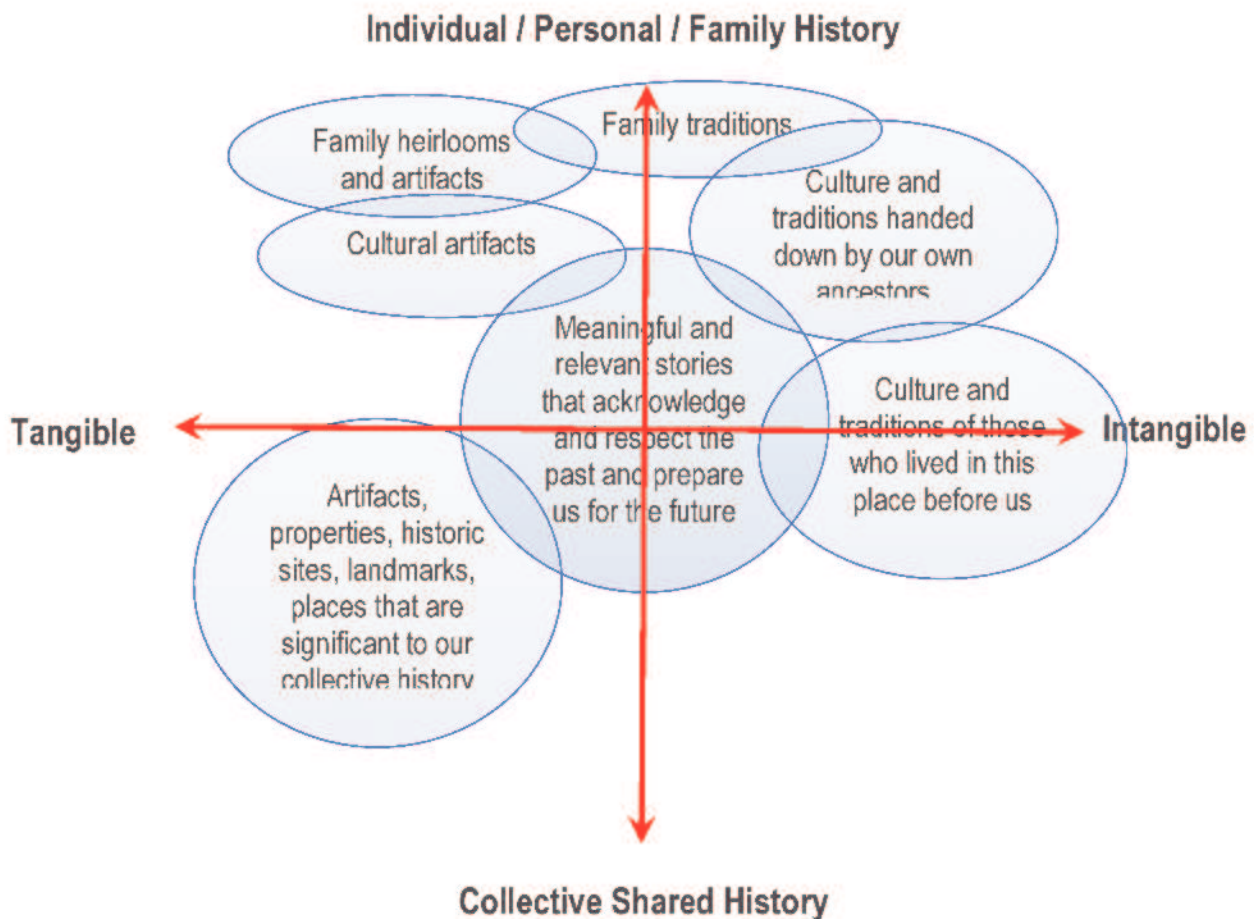 Individual / Personal / Family History
Family traditions
Family heirlooms
and artifacts
Culture and
traditions handed
down by our own
ancestors
Cultural artifacts
Meaningful and
relevant stories
that acknowledge
and respect the
past and prepare
us for the future
Culture and
traditions of those
who lived in this
place before us
Tangible
Intangible
Artifacts,
properties, historic
sites, landmarks,
places that are
significant to our
collective history
Collective Shared History